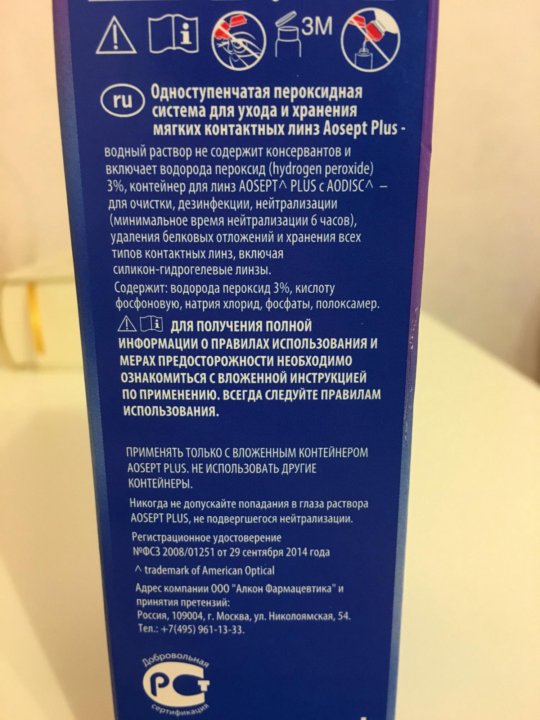 3M
ru
Одноступенчатая пероксидная
система для ухода и хранения
мягких контактных линз Aosept Plus -
водный раствор не содержит консервантов и
включает водорода пероксид (hydrogen peroxide)
3%, контейнер для линз AOSEPT^ PLUS с AODISC^ –
для очистки, дезинфекции, нейтрализации
(минимальное время нейтрализации 6 часов),
удаления белковых отложений и хранения всех
типов контактных линз, включая
силикон-гидрогелевые линзы.
Содержит: водорода пероксид 3%, кислоту
фосфоновую, натрия хлорид, фосфаты, полоксамер.
ДЛЯ ПОЛУЧЕНИЯ ПОЛНОЙ
ИНФОРМАЦИИ О ПРАВИЛАХ ИСПОЛЬЗОВАНИЯ И
МЕРАХ ПРЕДОСТОРОЖНОСТИ НЕОБХОДИМО
ОЗНАКОМИТЬСЯ С ВЛОЖЕННОЙ ИНСТРУКЦИЕЙ
ПО ПРИМЕНЕНИЮ. ВСЕГДА СЛЕДУЙТЕ ПРАВИЛАМ
ИСПОЛЬЗОВАНИЯ.
ПРИМЕНЯТЬ ТОЛЬКО С ВЛОЖЕННЫМ КОНТЕЙНЕРОМ
AOSEPT PLUS. НЕ ИСПОЛЬЗОВАТЬ ДРУГИЕ
КОНТЕЙНЕРЫ.
Никогда не допускайте попадания в глаза раствора
AOSEPT PLUS, не подвергшегося нейтрализации.
Регистрационное удостоверение
№ФСЗ 2008/01251 от 29 сентября 2014 года
^ trademark of American Optical
Адрес компании ООО "Алкон Фармацевтика" и
принятия претензий:
Россия, 109004, г. Москва, ул. Николоямская, 54.
Тел.: +7(495) 961-13-33.
Добровольная
РСТ
сертификация